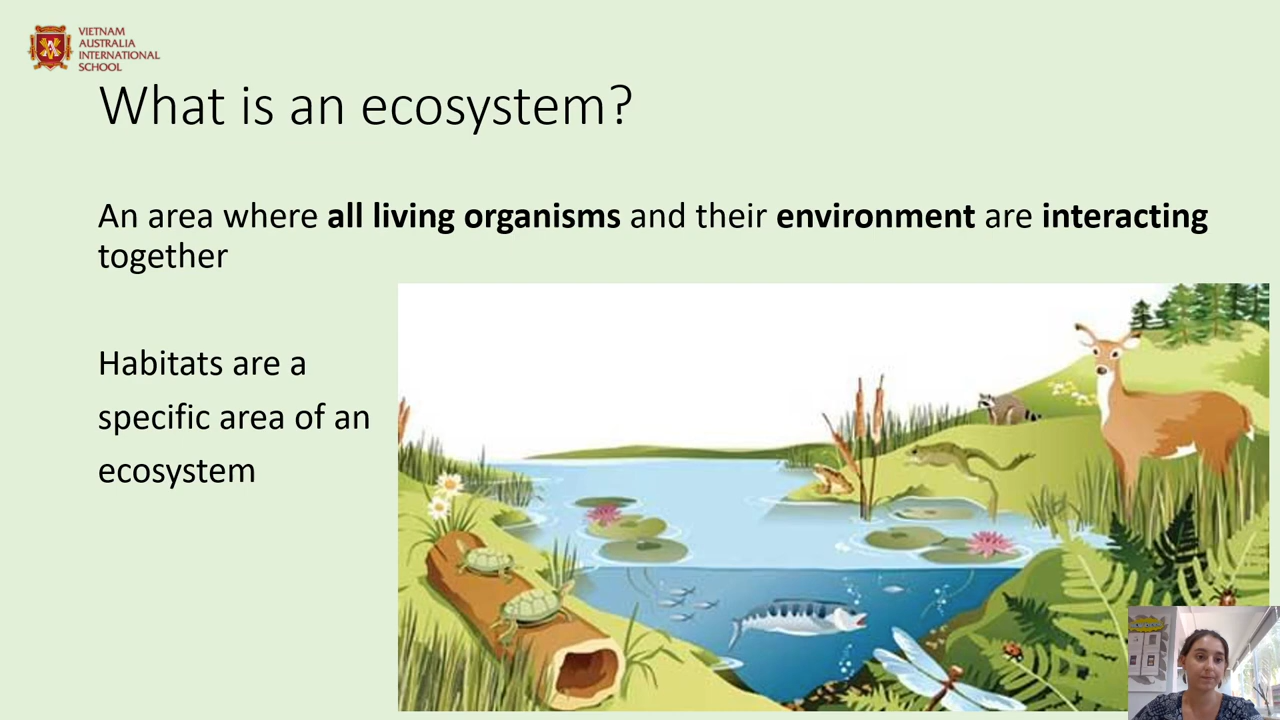 VIETNAM
AUSTRALIA
INTERNATIONAL
SCHOOL
What is an ecosystem?
An area where all living organisms and their environment are interacting
together
Habitats are a
specific area of an
ecosystem